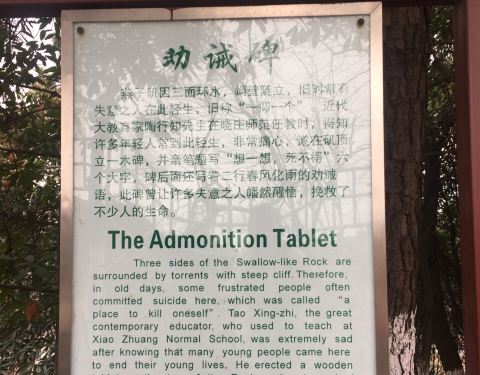 劝诫碑
燕子矶因三面环水，峭壁陡立，旧时常有
失意之人在此轻生，旧称“一仰一个”。近代
大教育家陶行知先生在晓庄师范任教时，得知
许多年轻人常到此轻生，非常痛心，遂在矶顶
立一木碑，并亲笔题写“想一想，死不得”六
个大字，碑后面还写着二行春风化雨的劝诫
语，此碑曾让许多失意之人幡然醒悟，挽救了
不少人的生命。
The Admonition Tablet
Three sides of the Swallow-like Rock are
surrounded by torrents with steep cliff. Therefore,
in old days, some frustrated people often
committed suicide here, which was called “a
place to kill oneself”. Tao Xing-zhi, the great
contemporary educator, who used to teach at
Xiao Zhuang Normal School, was extremely sad
after knowing that many young people came here
to end their young lives, He erected a wooden